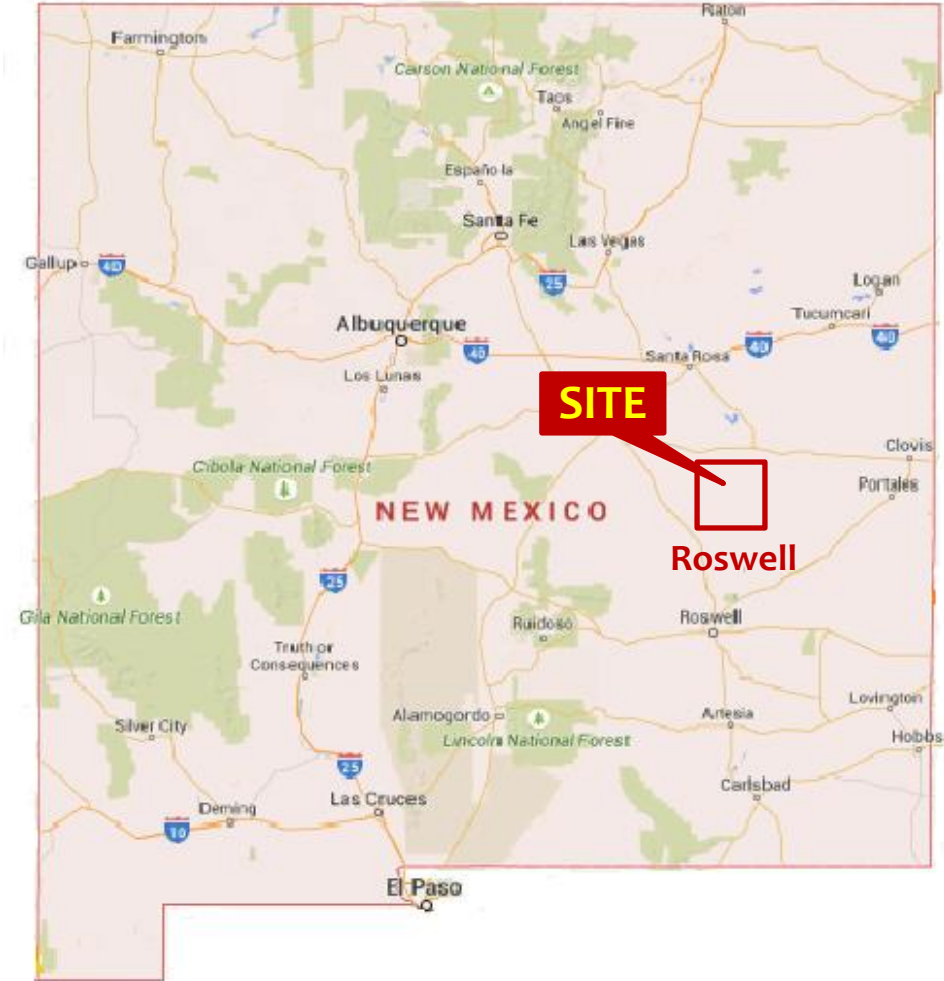 Raton
Farmington
Carson National Forest
Taos
Angel Fire
Española
Santa Fe
Las Vegas
Gallup
40
25
Logan
Tucumcari
Albuquerque
40
40
40
Santa Rosa
Los Lunas
SITE
Clovis
Cibola National Forest
Portales
NEW MEXICO
Roswell
25
Gila National Forest
Ruidoso
Roswell
Truth or
Consequences
Lovington
Alamogordo
Artesia
Silver City
Lincoln National Forest
Hobbs
25
Carlsbad
Las Cruces
Deming
10
El Paso